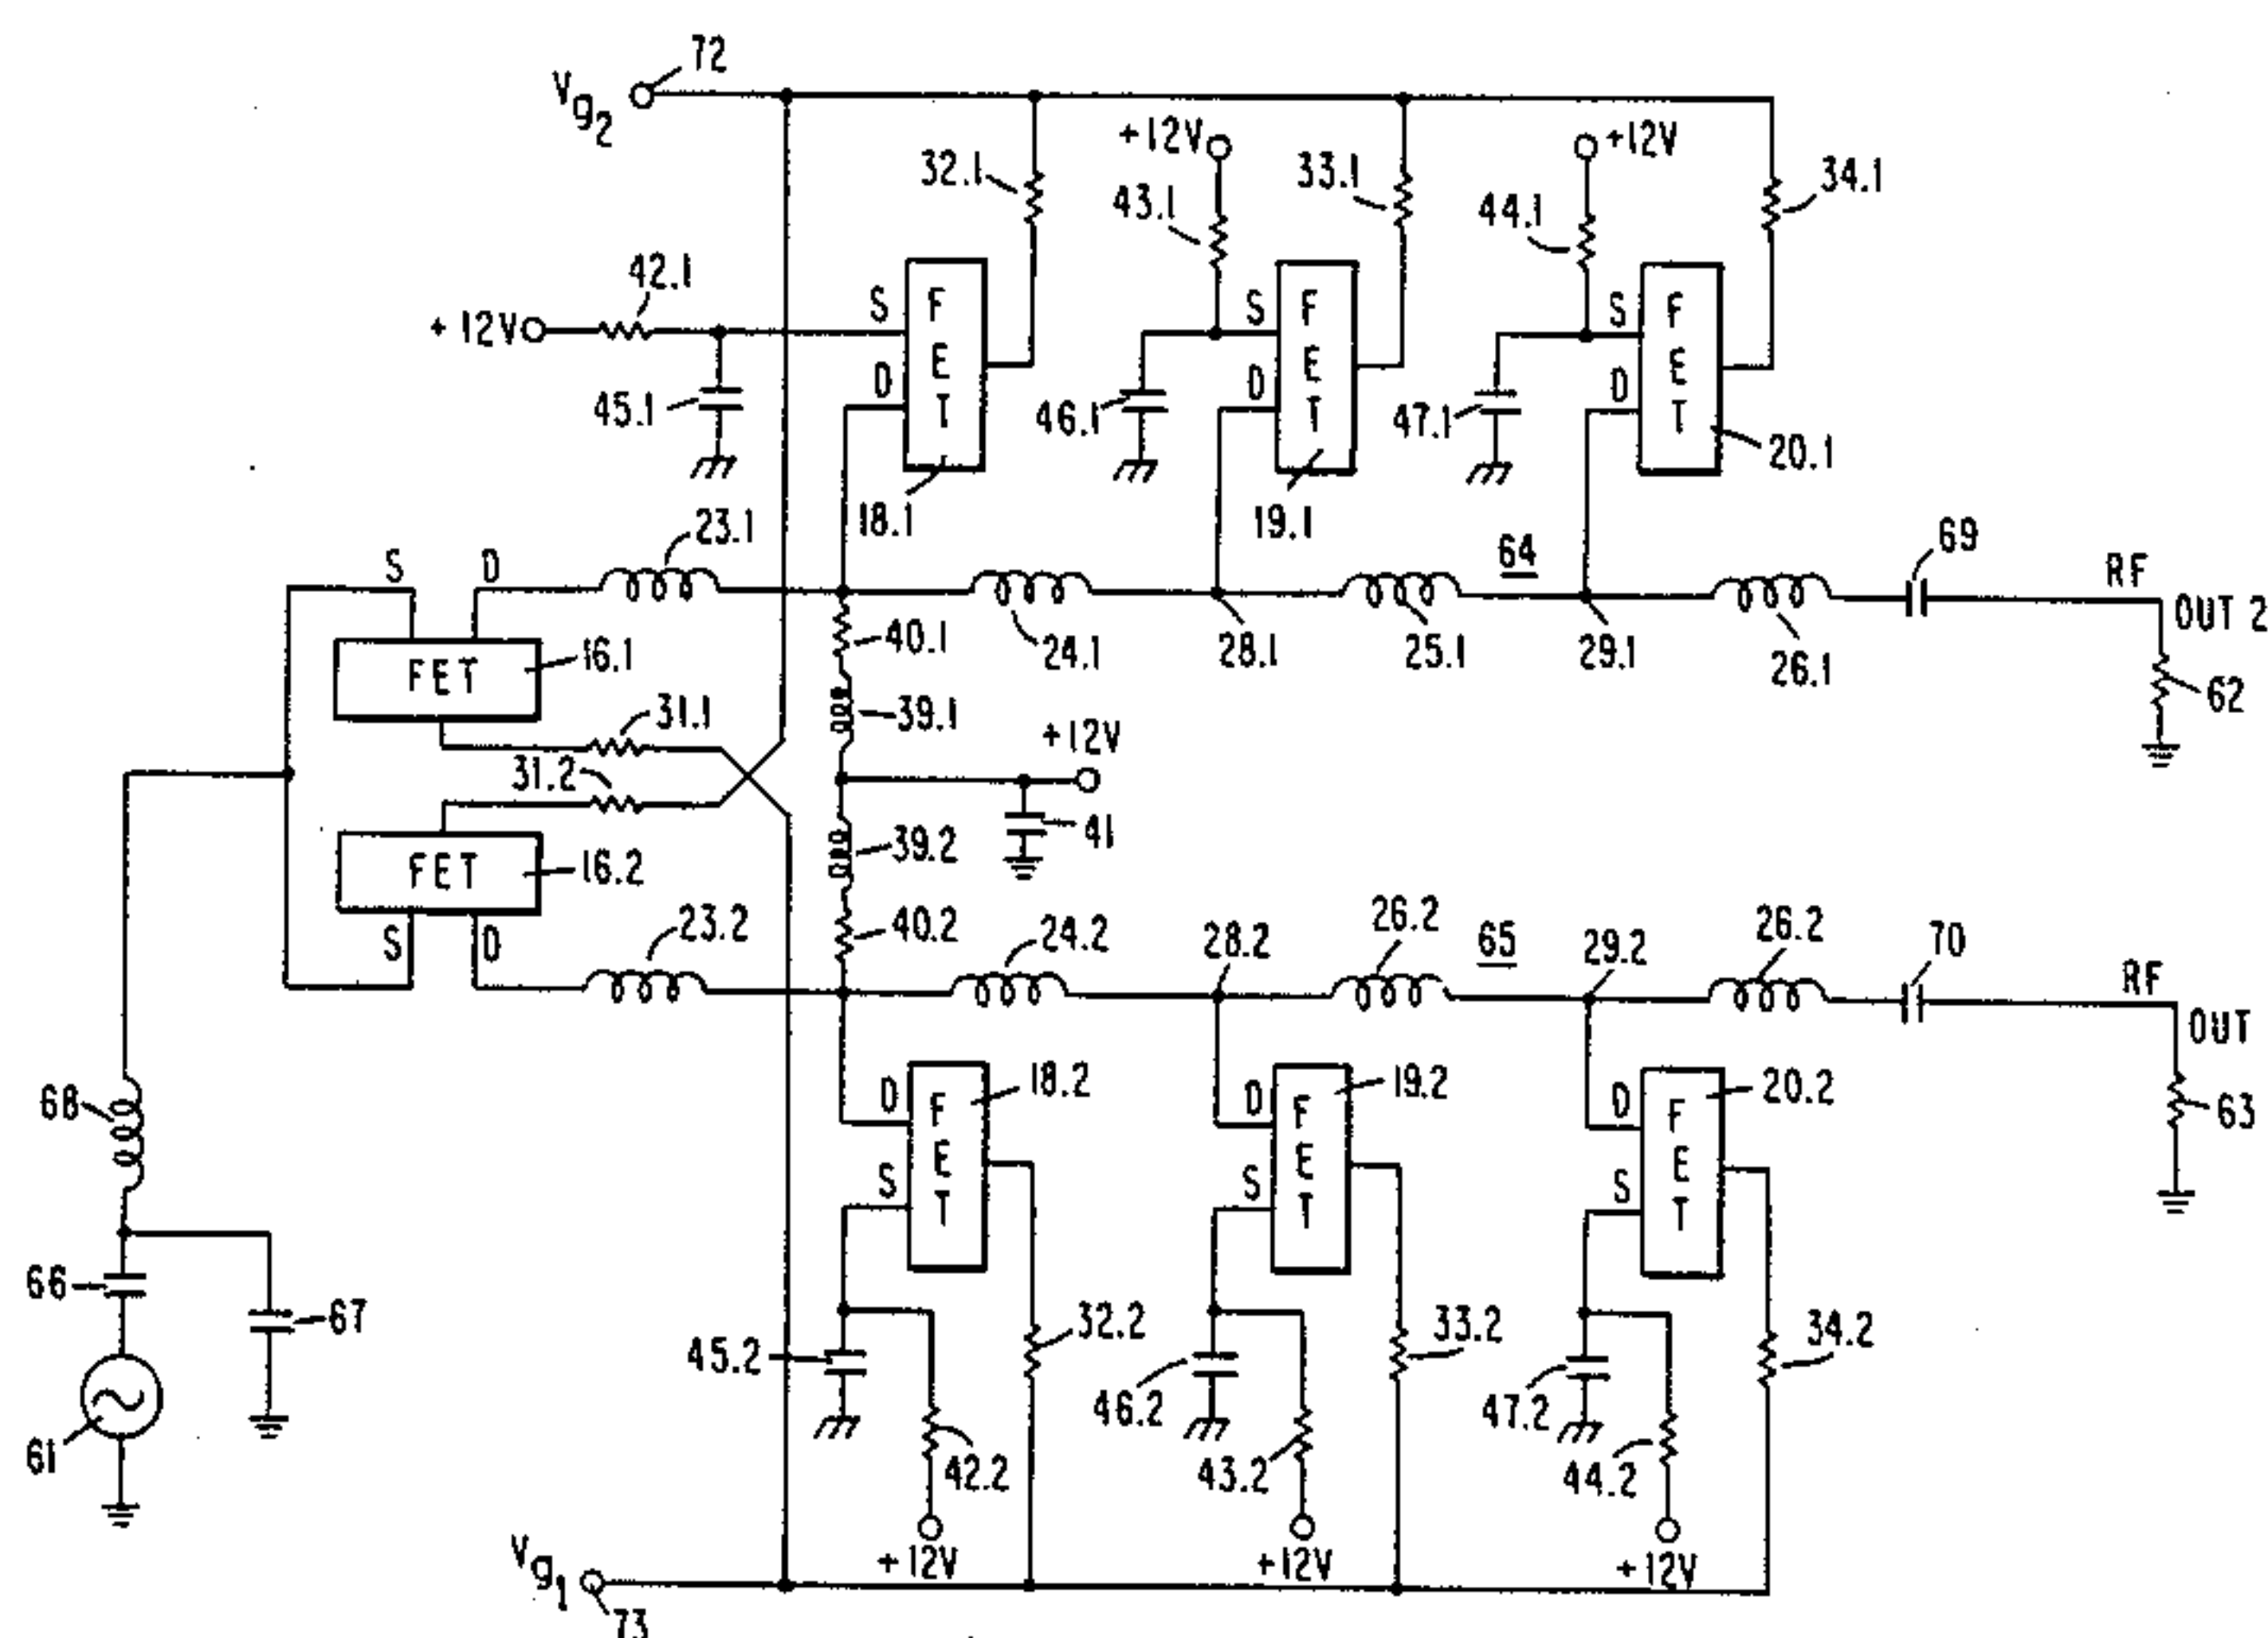 72
Vg2
+12V
+12V
32.1
33.1
34.1
43.1
44.1
42.1
+12V
S
F
E
T
D
S
F
E
T
D
S
F
E
T
D
45.1
46.1
47.1
20.1
18.1
19.1
23.1
64
69
S
D
RF
OUT 2
FET
16.1
40.1
24.1
28.1
25.1
29.1
26.1
62
31.1
39.1
+12V
31.2
41
FET
16.2
39.2
S
D
23.2
40.2
24.2
28.2
26.2
65
29.2
26.2
70
RF
OUT
63
68
D
F
E
T
S
18.2
D
F
E
T
S
19.2
D
F
E
T
S
20.2
66
67
45.2
32.2
46.2
33.2
47.2
34.2
61
42.2
43.2
44.2
+12V
+12V
+12V
Vg1
73